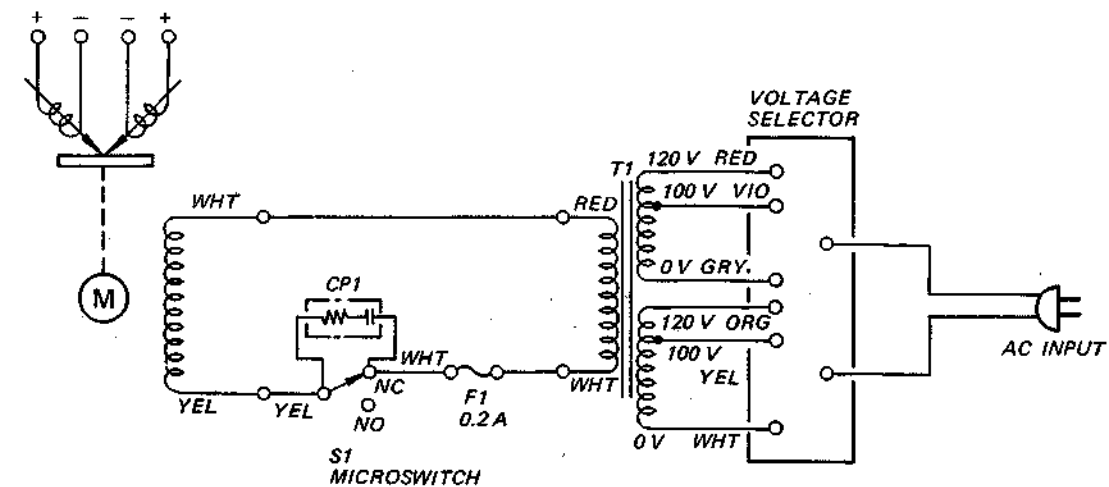 + — — +
VOLTAGE
SELECTOR
T1
120 V RED
100 V VIO
WHT
RED
0 V GRY.
M
CP1
120 V ORG
100 V
YEL
AC INPUT
WHT
NC
WHT
YEL
YEL
NO
F1
0.2 A
0 V WHT
S1
MICROSWITCH